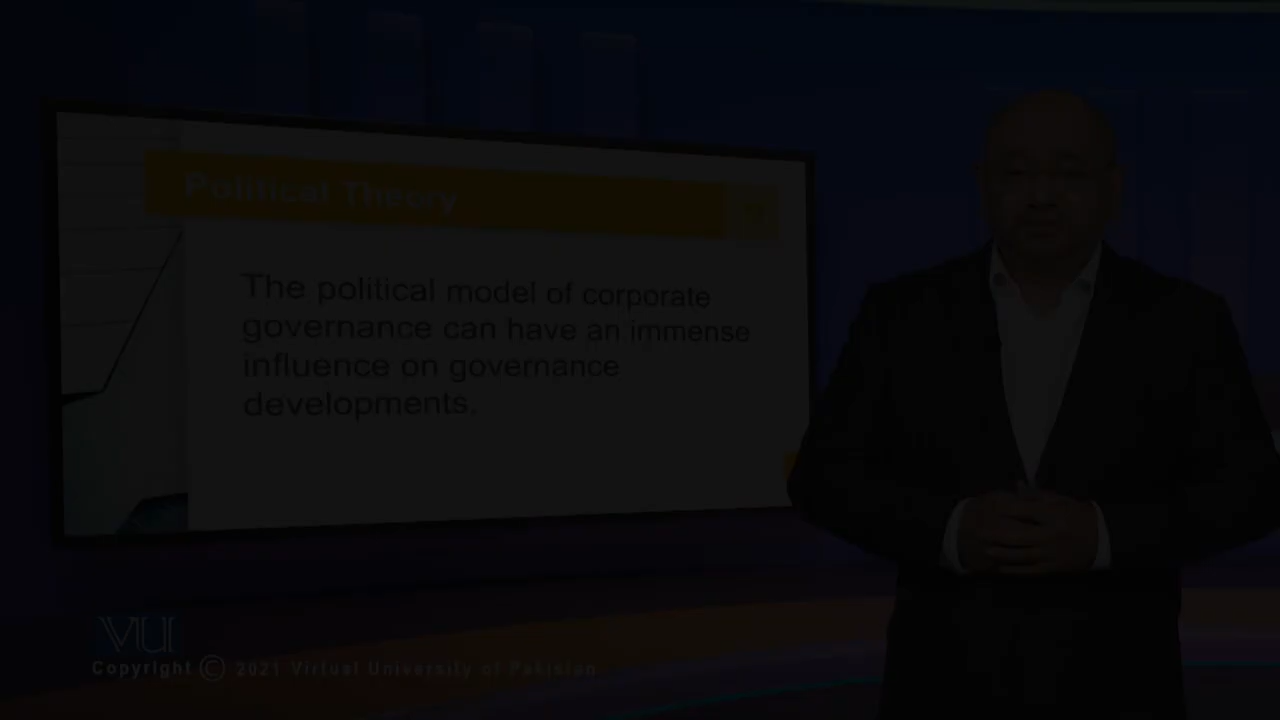 Political Theory
The political model of corporate
governance can have an immense
influence on governance
developments.
VU
Copyright © 2021 Virtual University of Pakistan